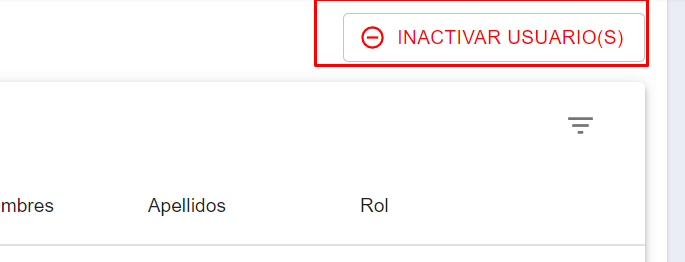 INACTIVAR USUARIO(S)
mbres Apellidos Rol